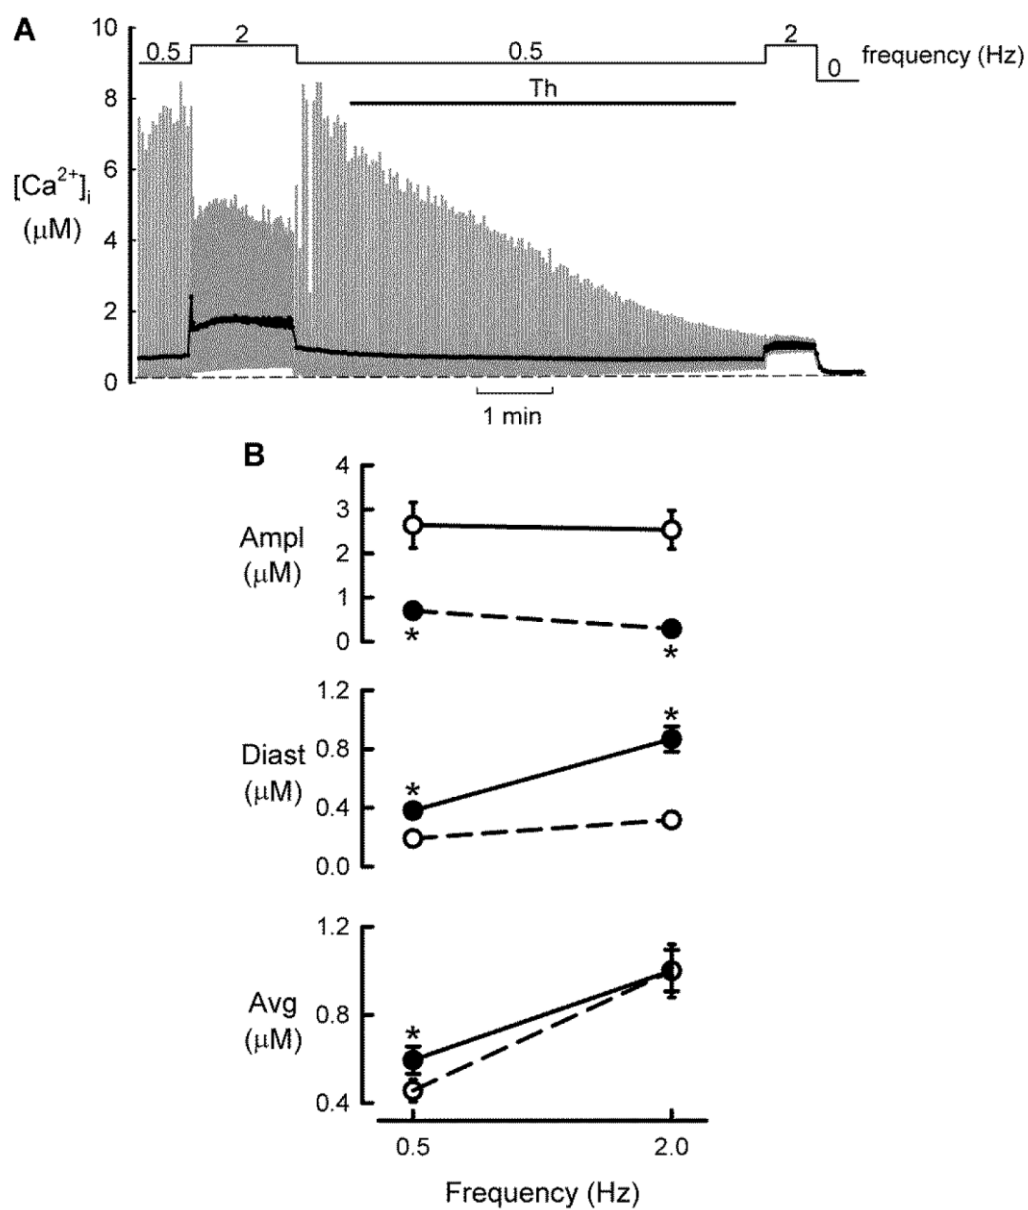 A
10
8
6
4
2
0
[Ca2+]i
(μM)
0.5
2
0.5
2
0
frequency (Hz)
Th
1 min
B
Ampl
(μM)
4
3
2
1
0
*
*
Diast
(μM)
1.2
0.8
0.4
0.0
*
*
Avg
(μM)
1.2
0.8
0.4
*
0.5
2.0
Frequency (Hz)